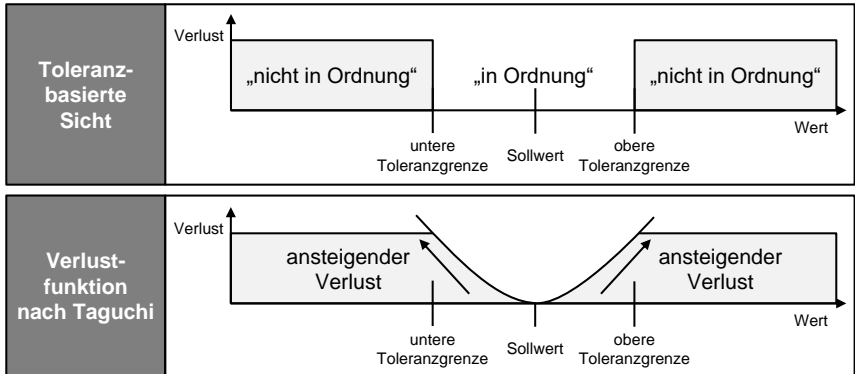 Toleranz-
basierte
Sicht
Verlust
„nicht in Ordnung“
„in Ordnung“
„nicht in Ordnung“
Wert
untere
Toleranzgrenze
Sollwert
obere
Toleranzgrenze
Verlust-
funktion
nach Taguchi
Verlust
ansteigender
Verlust
ansteigender
Verlust
Wert
untere
Toleranzgrenze
Sollwert
obere
Toleranzgrenze